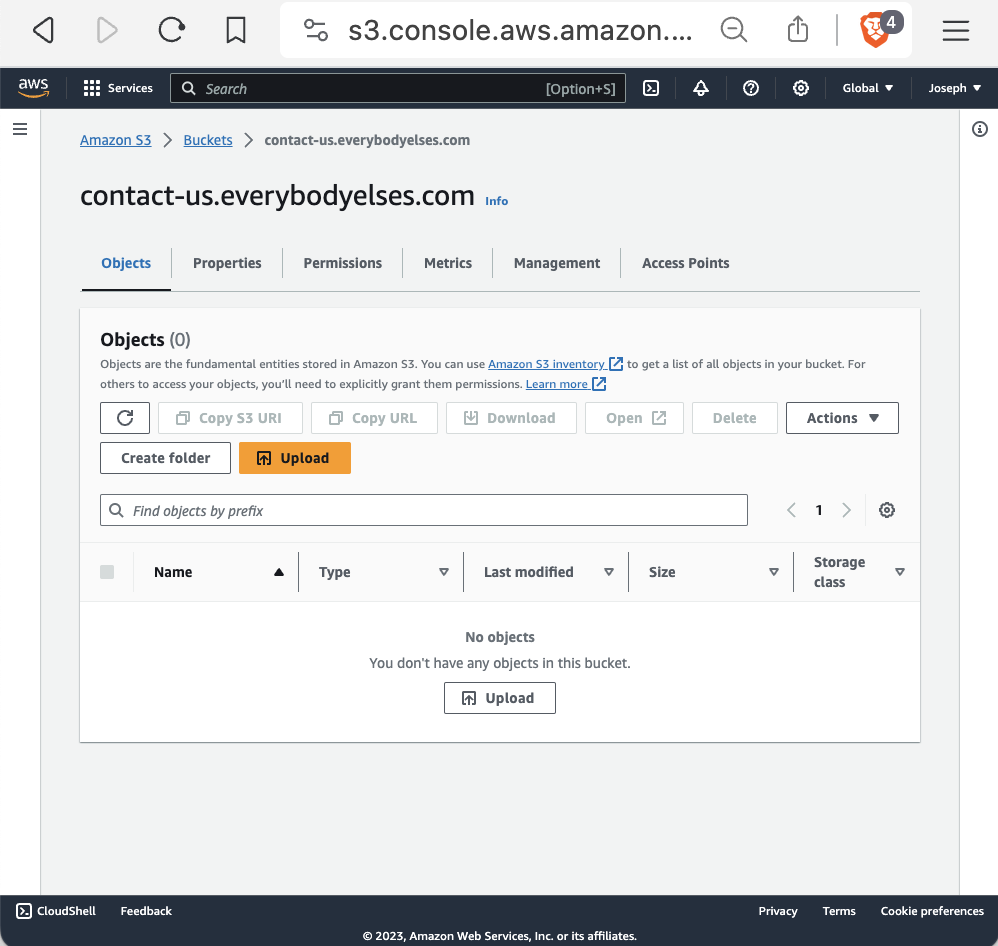 s3.console.aws.amazon.... 4
aws Services Search [Option+S] Global Joseph
Amazon S3 Buckets contact-us.everybodyelses.com
contact-us.everybodyelses.com Info
Objects Properties Permissions Metrics Management Access Points
Objects (0)
Objects are the fundamental entities stored in Amazon S3. You can use Amazon S3 inventory to get a list of all objects in your bucket. For
others to access your objects, you'll need to explicitly grant them permissions. Learn more
Copy S3 URI Copy URL Download Open Delete Actions
Create folder Upload
Find objects by prefix 1
Name Type Last modified Size Storage
class
No objects
You don't have any objects in this bucket.
Upload
CloudShell Feedback Privacy Terms Cookie preferences
© 2023, Amazon Web Services, Inc. or its affiliates.